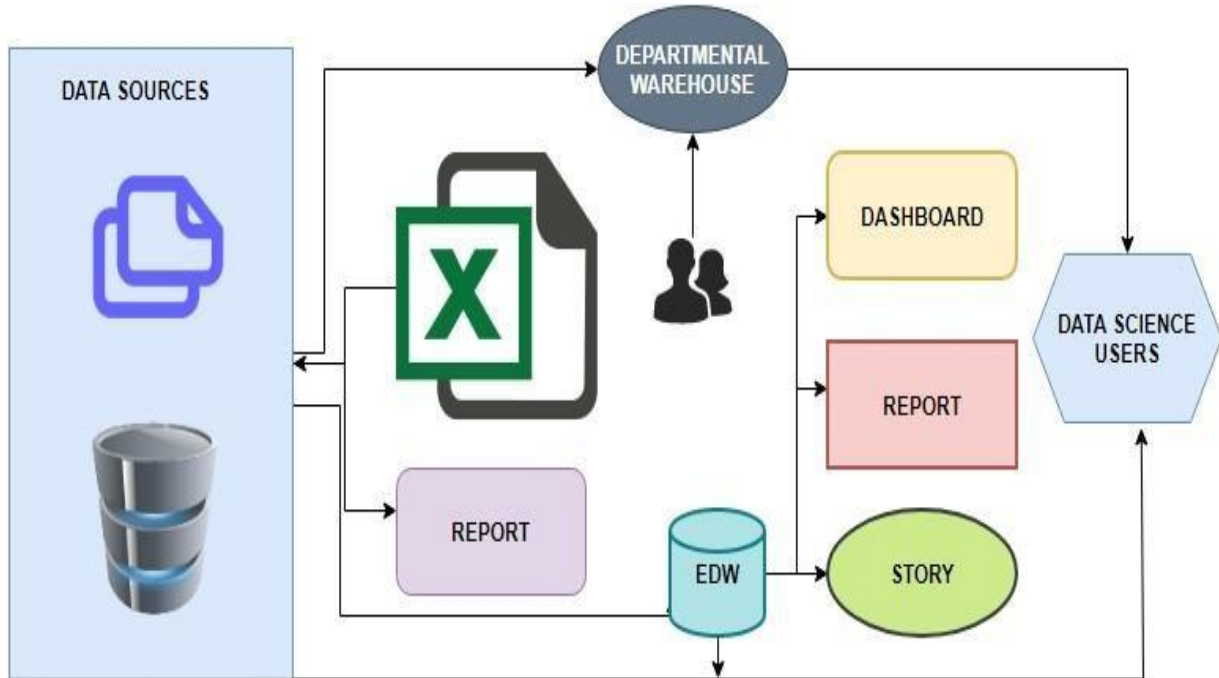 DATA SOURCES
DEPARTMENTAL
WAREHOUSE
X
DASHBOARD
DATA SCIENCE
USERS
REPORT
REPORT
EDW
STORY